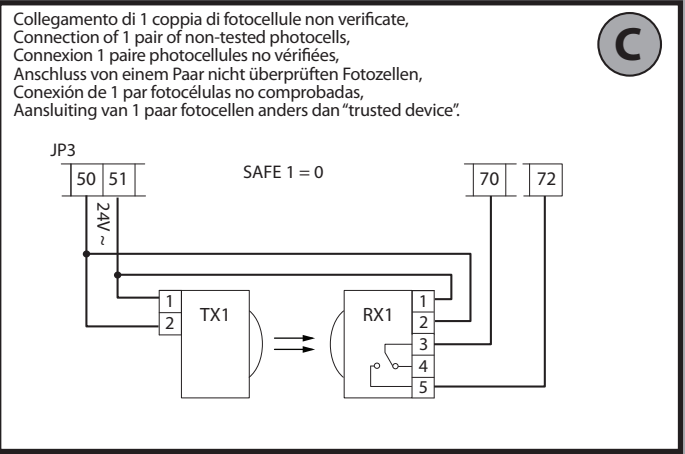 Collegamento di 1 coppia di fotocellule non verificate,
Connection of 1 pair of non-tested photocells,
Connexion 1 paire photocellules no vérifiées,
Anschluss von einem Paar nicht überprüften Fotozellen,
Conexión de 1 par fotocélulas no comprobadas,
Aansluiting van 1 paar fotocellen anders dan “trusted device”.
C
JP3
50 51
SAFE 1 = 0
70 72
24V ~
1
2
TX1
RX1
1
2
3
4
5